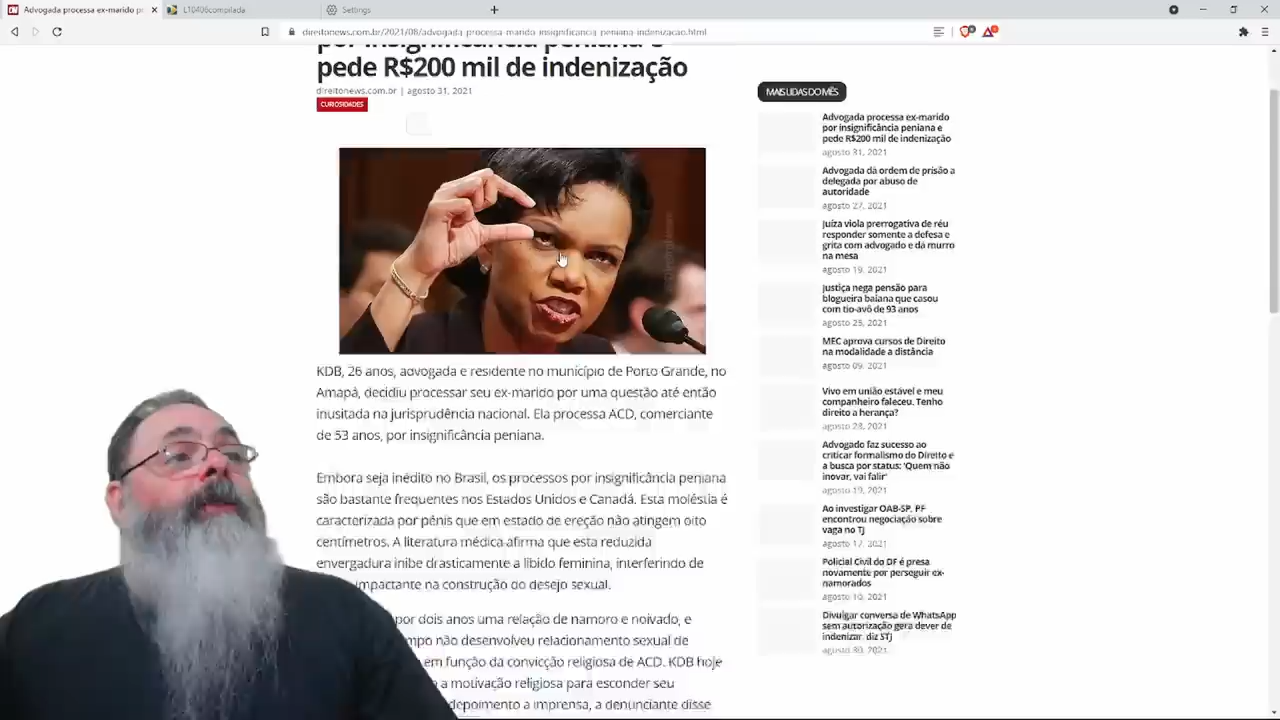 Advogada processa ex-marido po
L10406compilada
Settings
direitonews.com.br/2021/08/advogada-processa-marido-insignificancia-peniana-indenizacao.html
por insignificância peniana e
pede R$200 mil de indenização
direitonews.com.br | agosto 31, 2021
CURIOSIDADES
KDB, 26 anos, advogada e residente no município de Porto Grande, no
Amapá, decidiu processar seu ex-marido por uma questão até então
inusitada na jurisprudência nacional. Ela processa ACD, comerciante
de 53 anos, por insignificância peniana.
Embora seja inédito no Brasil, os processos por insignificância peniana
são bastante frequentes nos Estados Unidos e Canadá. Esta moléstia é
caracterizada por pênis que em estado de ereção não atingem oito
centímetros. A literatura médica afirma que esta reduzida
envergadura inibe drasticamente a libido feminina, interferindo de
impactante na construção do desejo sexual.
por dois anos uma relação de namoro e noivado, e
não desenvolveu relacionamento sexual de
em função da convicção religiosa de ACD. KDB hoje
a motivação religiosa para esconder seu
depoimento a imprensa, a denunciante disse
MAIS LIDAS DO MÊS
Advogada processa ex-marido
por insignificância peniana e
pede R$200 mil de indenização
agosto 31, 2021
Advogada dá ordem de prisão a
delegada por abuso de
autoridade
agosto 27, 2021
Juíza viola prerrogativa de réu
responder somente a defesa e
grita com advogado e dá murro
na mesa
agosto 19, 2021
Justiça nega pensão para
blogueira baiana que casou
com tio-avô de 93 anos
agosto 25, 2021
MEC aprova cursos de Direito
na modalidade a distância
agosto 09, 2021
Vivo em união estável e meu
companheiro faleceu. Tenho
direito a herança?
agosto 23, 2021
Advogado faz sucesso ao
criticar formalismo do Direito e
a busca por status: 'Quem não
inovar, vai falir'
agosto 19, 2021
Ao investigar OAB-SP, PF
encontrou negociação sobre
vaga no TJ
agosto 17, 2021
Policial Civil do DF é presa
novamente por perseguir ex-
namorados
agosto 10, 2021
Divulgar conversa de WhatsApp
sem autorização gera dever de
indenizar, diz STJ
agosto 30, 2021